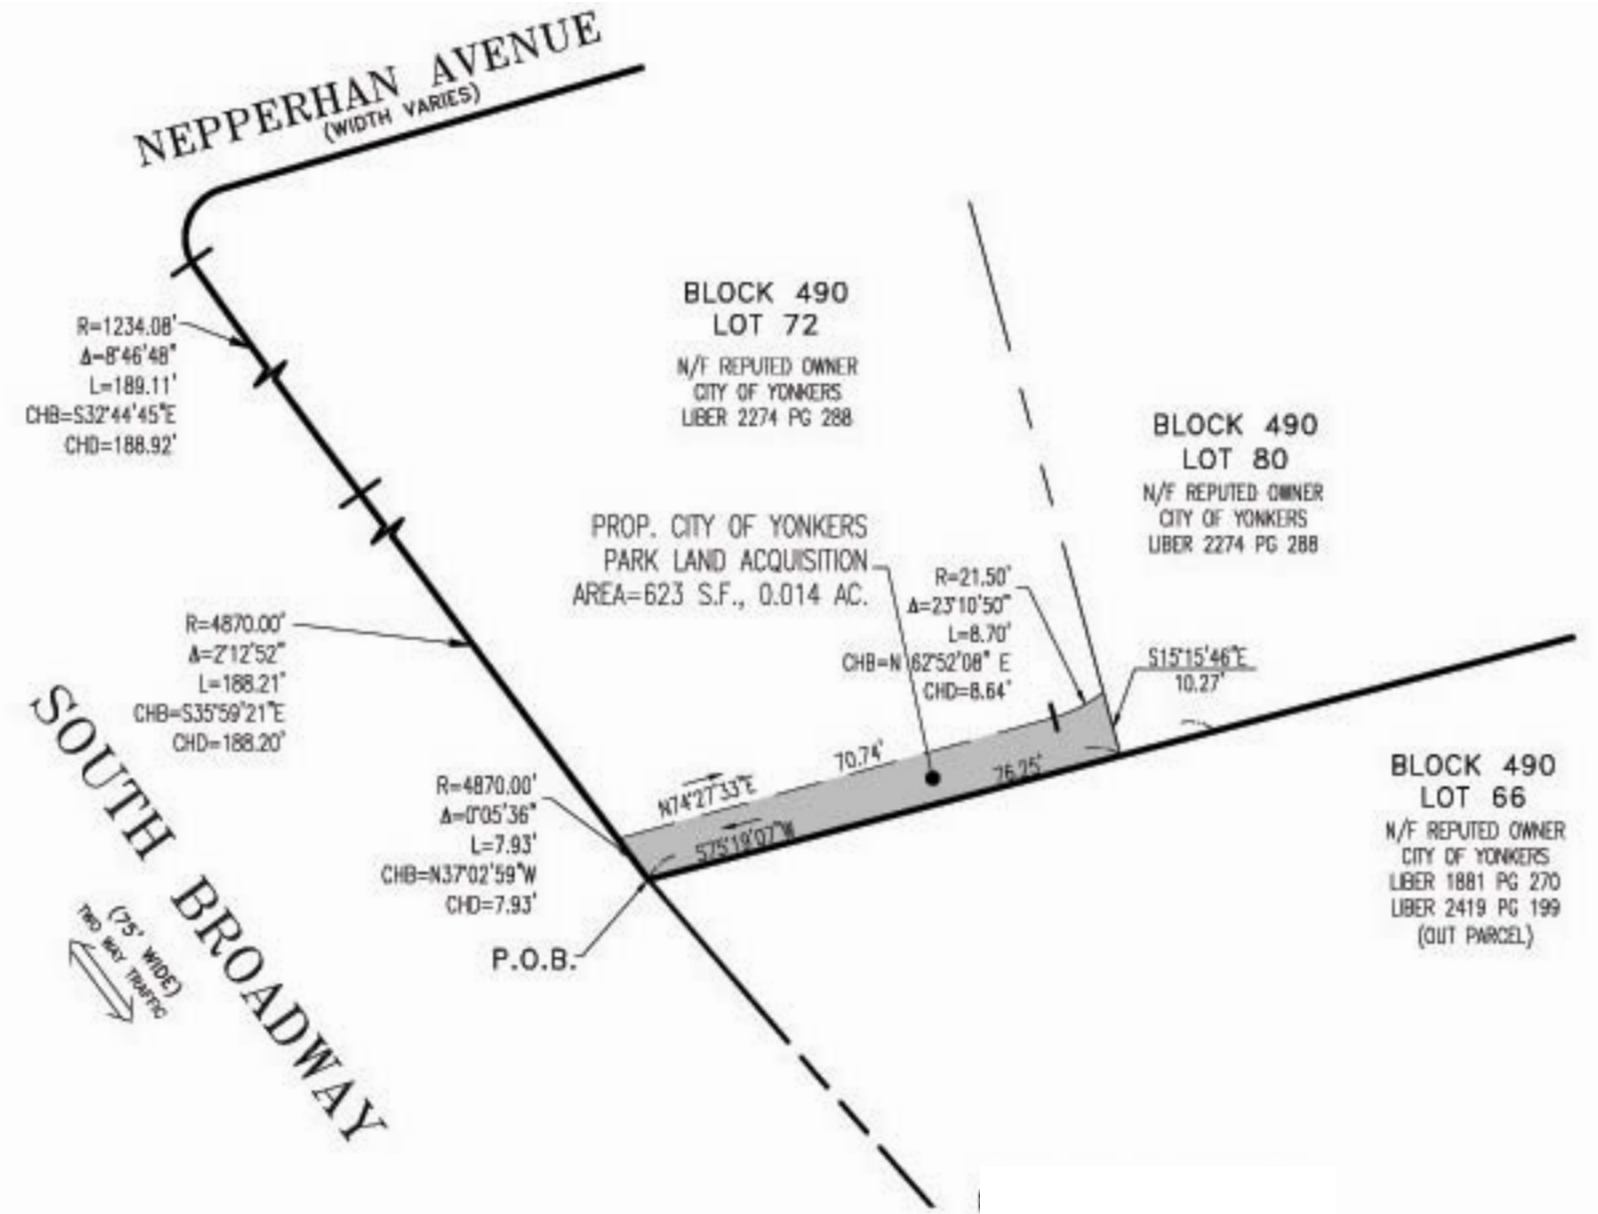 NEPPERHAN AVENUE
(WIDTH VARIES)
R=1234.08'
Δ=8°46'48"
L=189.11'
CHB=S32°44'45"E
CHD=188.92'
BLOCK 490
LOT 72
N/F REPUTED OWNER
CITY OF YONKERS
LIBER 2274 PG 288
BLOCK 490
LOT 80
N/F REPUTED OWNER
CITY OF YONKERS
LIBER 2274 PG 288
PROP. CITY OF YONKERS
PARK LAND ACQUISITION
AREA=623 S.F., 0.014 AC.
R=21.50'
Δ=23°10'50"
L=8.70'
CHB=N 62°52'08" E
CHD=8.64'
S15°15'46"E
10.27'
R=4870.00'
Δ=2°12'52"
L=188.21"
CHB=S35°59'21"E
CHD=188.20'
N74°27'33"E
70.74'
S75°19'07"W
76.25'
R=4870.00'
Δ=0°05'36"
L=7.93'
CHB=N37°02'59"W
CHD=7.93'
P.O.B.
BLOCK 490
LOT 66
N/F REPUTED OWNER
CITY OF YONKERS
LIBER 1881 PG 270
LIBER 2419 PG 199
(OUT PARCEL)
SOUTH BROADWAY
(75' WIDE)
TWO WAY TRAFFIC